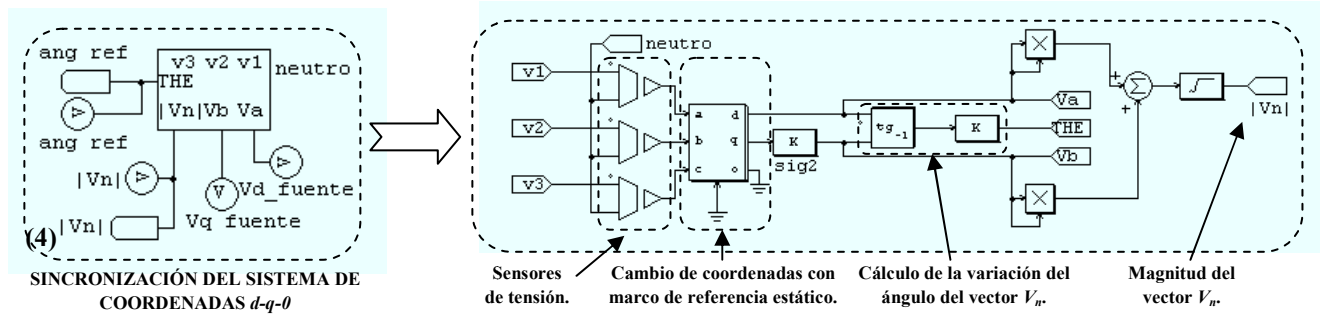 ang ref
v3 v2 v1
THE
neutro
|Vn| Vb Va
ang ref
|Vn|
Vd_fuente
V
Vq fuente
|Vn|
(4)
SINCRONIZACIÓN DEL SISTEMA DE
COORDENADAS d-q-0
neutro
v1
v2
v3
a
b
c
d
q
o
K
sig2
tg-1
K
Va
THE
Vb
+
+
Σ
|Vn|
Sensores
de tensión.
Cambio de coordenadas con
marco de referencia estático.
Cálculo de la variación del
ángulo del vector Vn.
Magnitud del
vector Vn.